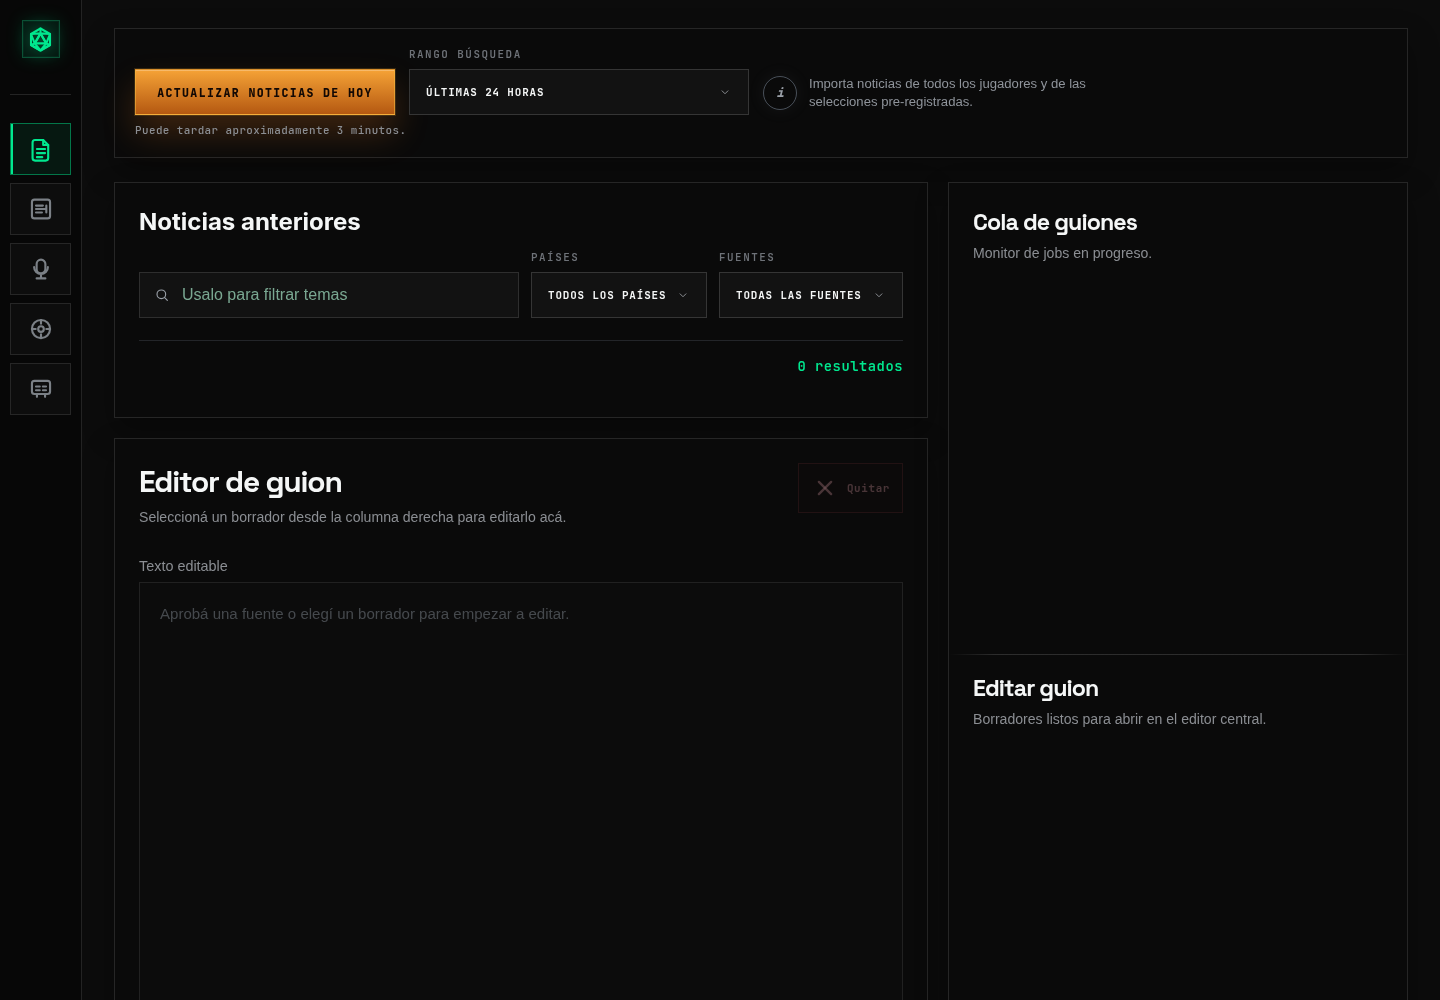 RANGO BÚSQUEDA
ACTUALIZAR NOTICIAS DE HOY
ÚLTIMAS 24 HORAS
i
Importa noticias de todos los jugadores y de las
selecciones pre-registradas.
Puede tardar aproximadamente 3 minutos.
Noticias anteriores
PAÍSES
FUENTES
Usalo para filtrar temas
TODOS LOS PAÍSES
TODAS LAS FUENTES
0 resultados
Editor de guion
Seleccioná un borrador desde la columna derecha para editarlo acá.
Quitar
Texto editable
Aprobá una fuente o elegí un borrador para empezar a editar.
Cola de guiones
Monitor de jobs en progreso.
Editar guion
Borradores listos para abrir en el editor central.